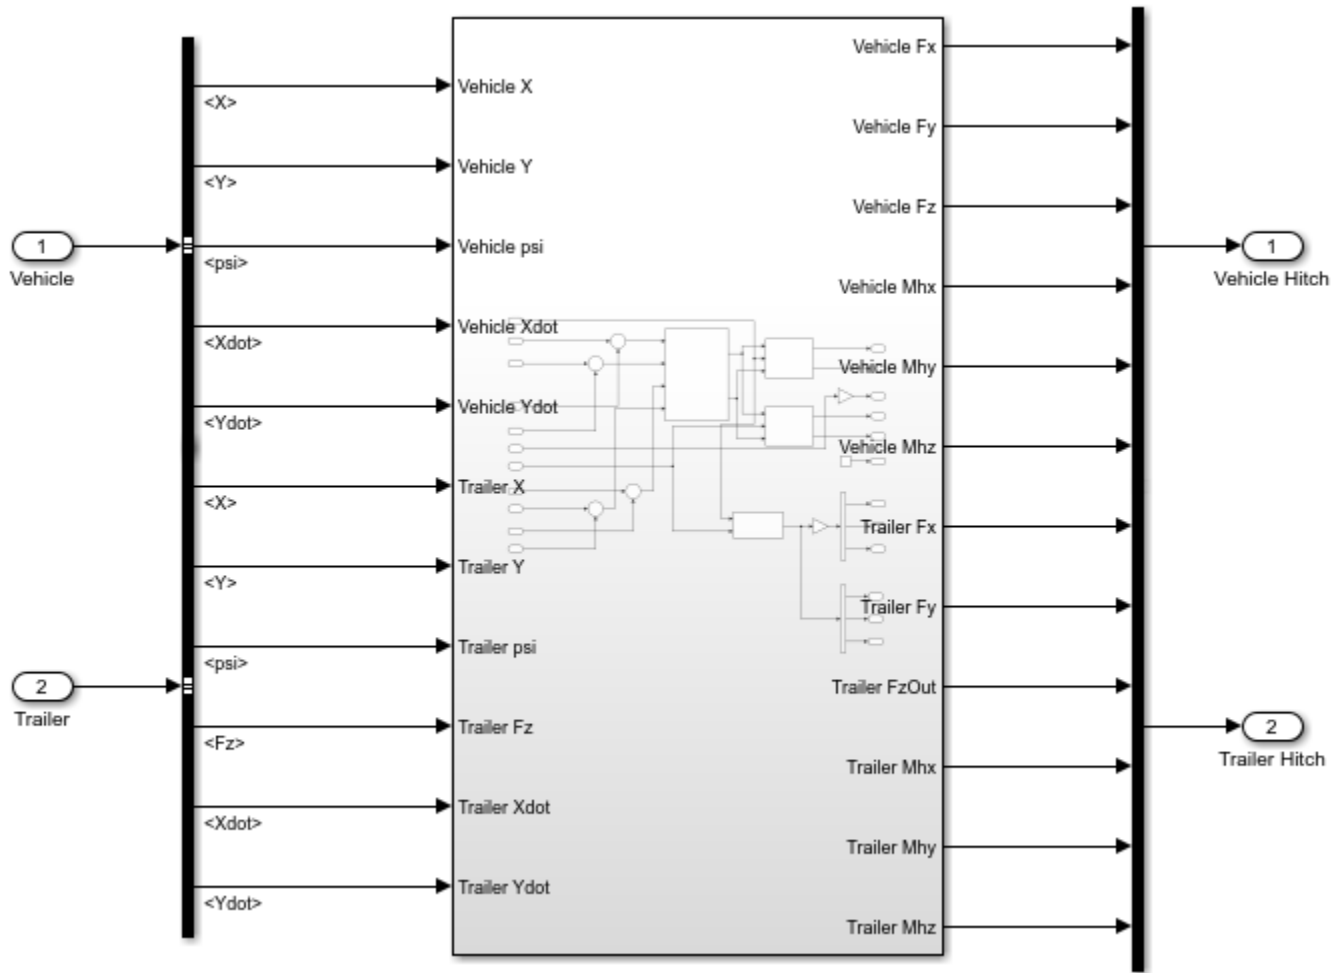 1
Vehicle
2
Trailer
<X>
<Y>
<psi>
<Xdot>
<Ydot>
<X>
<Y>
<psi>
<Fz>
<Xdot>
<Ydot>
Vehicle X
Vehicle Y
Vehicle psi
Vehicle Xdot
Vehicle Ydot
Trailer X
Trailer Y
Trailer psi
Trailer Fz
Trailer Xdot
Trailer Ydot
Vehicle Fx
Vehicle Fy
Vehicle Fz
Vehicle Mhx
Vehicle Mhy
Vehicle Mhz
Trailer Fx
Trailer Fy
Trailer FzOut
Trailer Mhx
Trailer Mhy
Trailer Mhz
1
Vehicle Hitch
2
Trailer Hitch